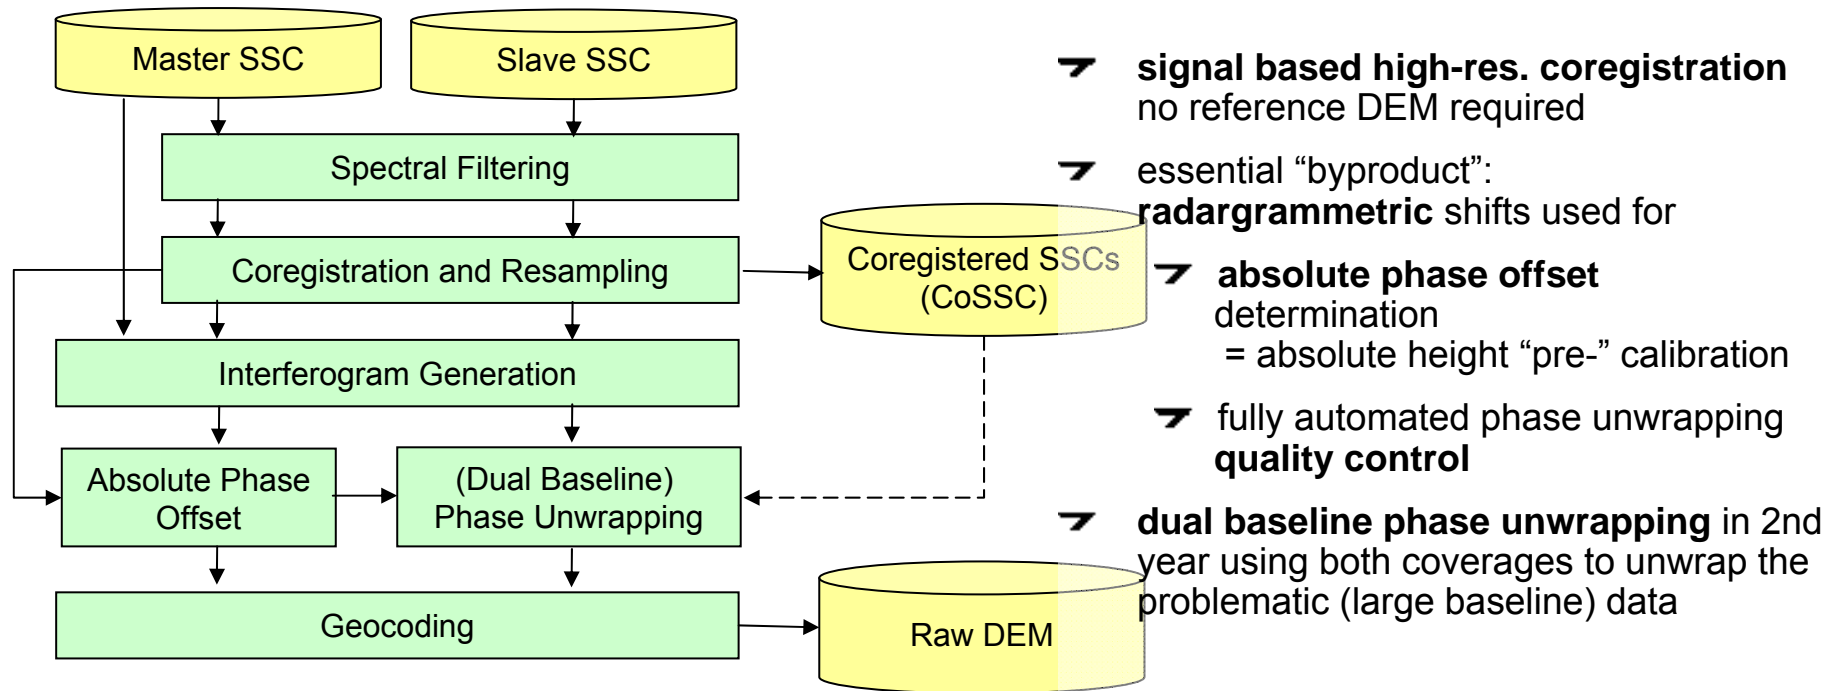 Master SSC
Slave SSC
Spectral Filtering
Coregistration and Resampling
Coregistered SSCs
(CoSSC)
Interferogram Generation
Absolute Phase
Offset
(Dual Baseline)
Phase Unwrapping
Geocoding
Raw DEM
signal based high-res. coregistration
no reference DEM required
essential “byproduct”:
radargrammetric shifts used for
absolute phase offset
determination
= absolute height “pre-” calibration
fully automated phase unwrapping
quality control
dual baseline phase unwrapping in 2nd
year using both coverages to unwrap the
problematic (large baseline) data